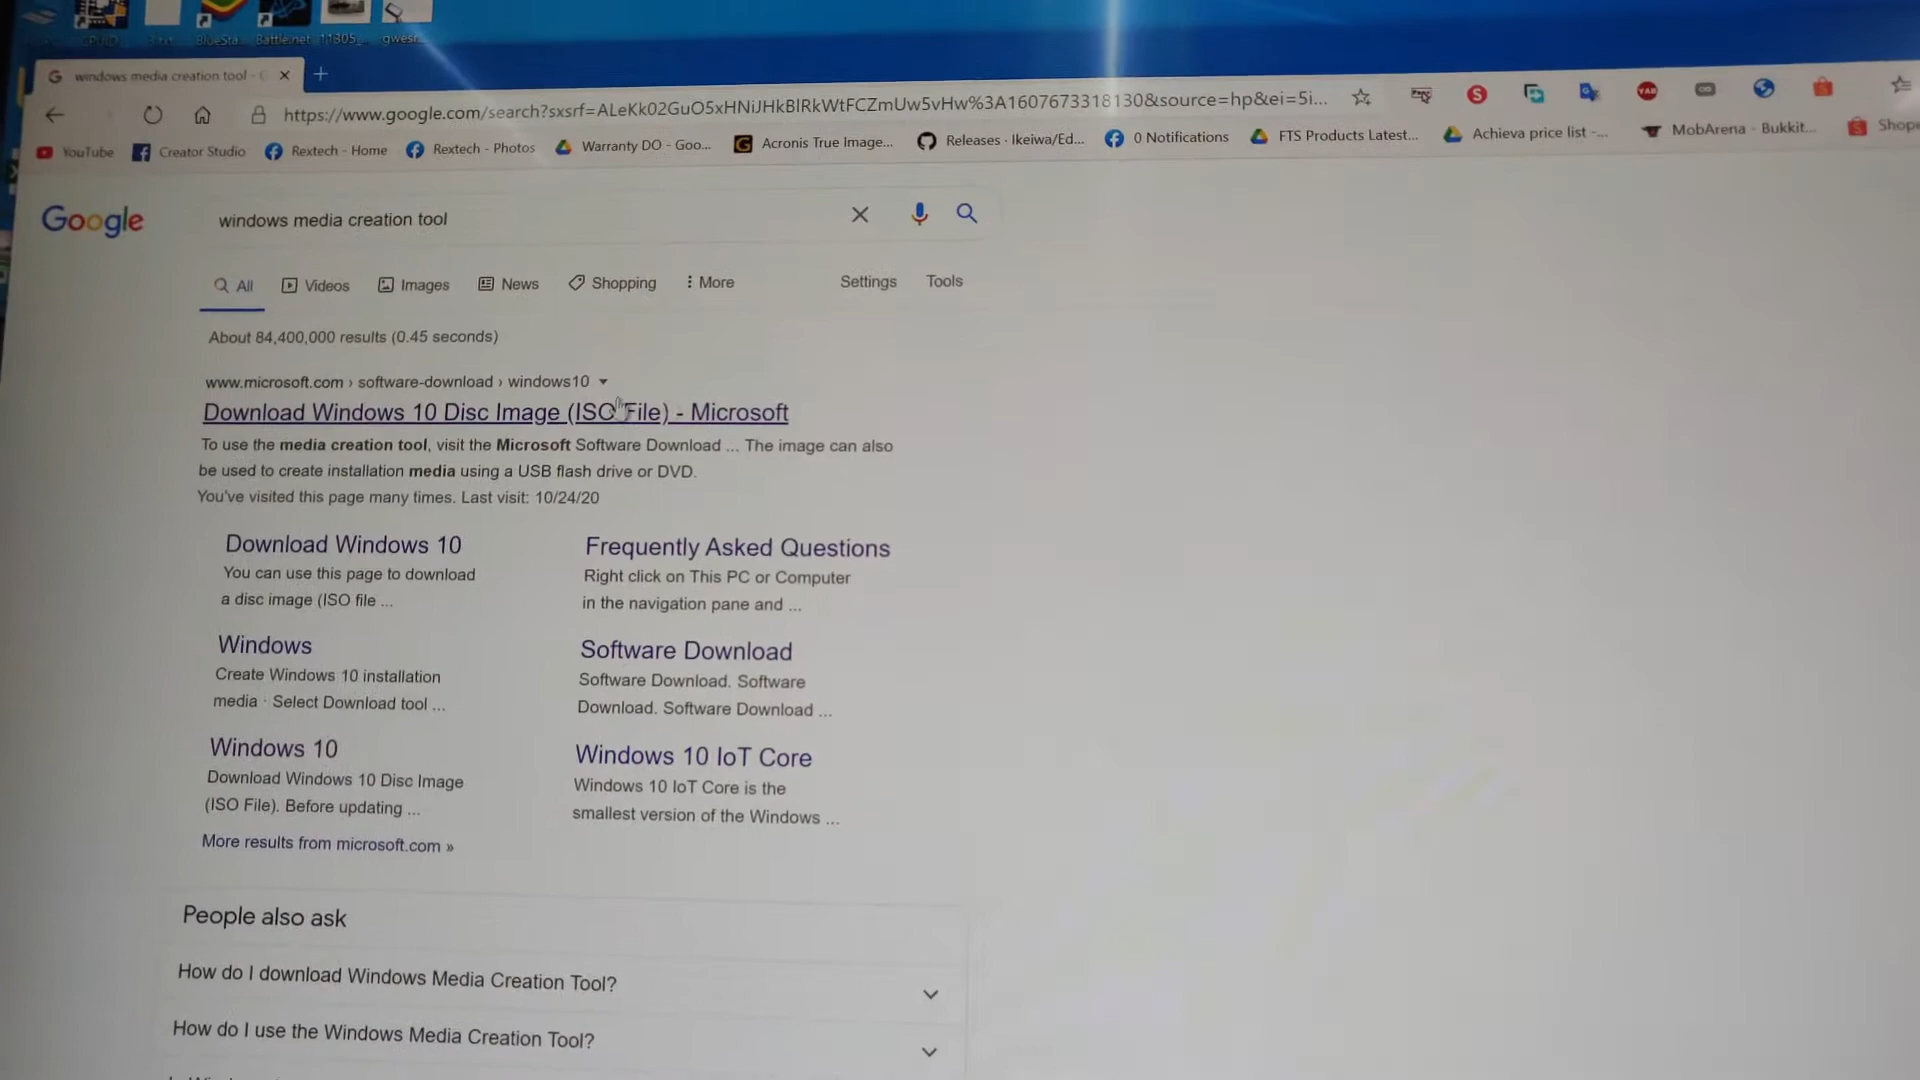 CPUID
1.txt
BlueSta...
Battle.net
11305...
gwesr...
windows media creation tool - G
https://www.google.com/search?sxsrf=ALeKk02GuO5xHNiJHkBlRkWtFCZmUw5vHw%3A1607673318130&source=hp&ei=5i...
YouTube
Creator Studio
Rextech - Home
Rextech - Photos
Warranty DO - Goo...
Acronis True Image...
Releases · Ikeiwa/Ed...
0 Notifications
FTS Products Latest...
Achieva price list -...
MobArena - Bukkit...
Shope
Google
windows media creation tool
All
Videos
Images
News
Shopping
More
Settings
Tools
About 84,400,000 results (0.45 seconds)
www.microsoft.com › software-download › windows10
Download Windows 10 Disc Image (ISO File) - Microsoft
To use the media creation tool, visit the Microsoft Software Download ... The image can also
be used to create installation media using a USB flash drive or DVD.
You've visited this page many times. Last visit: 10/24/20
Download Windows 10
You can use this page to download
a disc image (ISO file ...
Frequently Asked Questions
Right click on This PC or Computer
in the navigation pane and ...
Windows
Create Windows 10 installation
media · Select Download tool ...
Software Download
Software Download. Software
Download. Software Download ...
Windows 10
Download Windows 10 Disc Image
(ISO File). Before updating ...
Windows 10 IoT Core
Windows 10 IoT Core is the
smallest version of the Windows ...
More results from microsoft.com »
People also ask
How do I download Windows Media Creation Tool?
How do I use the Windows Media Creation Tool?